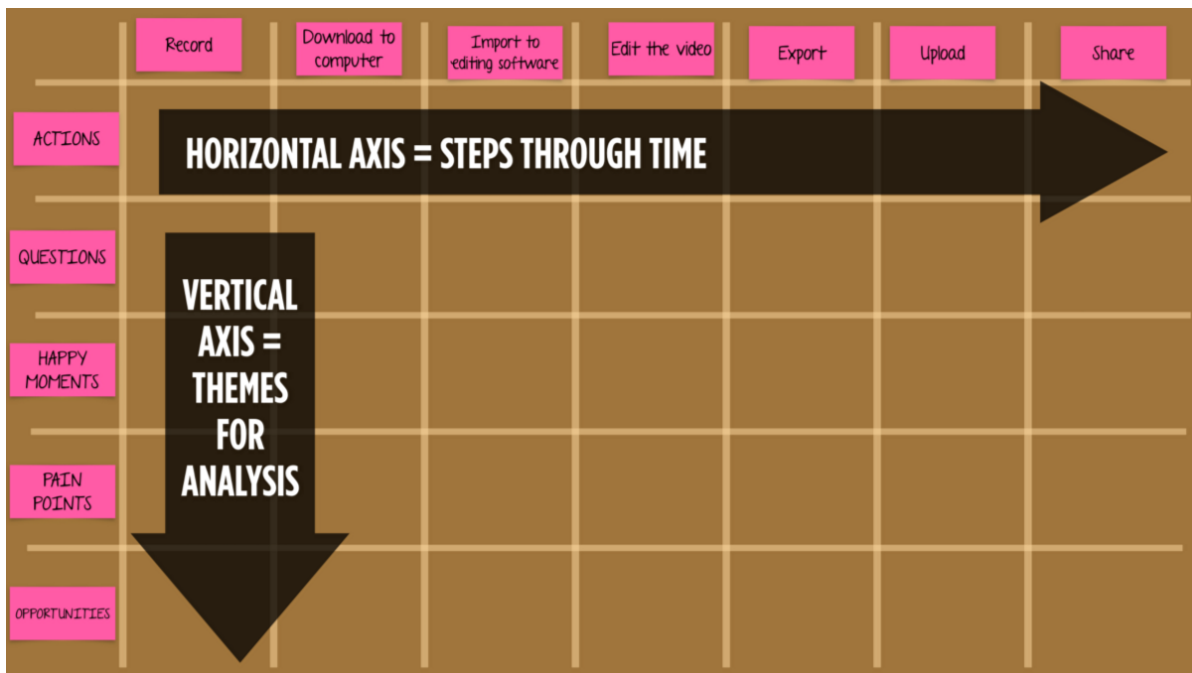 Record
Download to
computer
Import to
editing software
Edit the video
Export
Upload
Share
ACTIONS
HORIZONTAL AXIS = STEPS THROUGH TIME
QUESTIONS
VERTICAL
AXIS =
THEMES
FOR
ANALYSIS
HAPPY
MOMENTS
PAIN
POINTS
OPPORTUNITIES